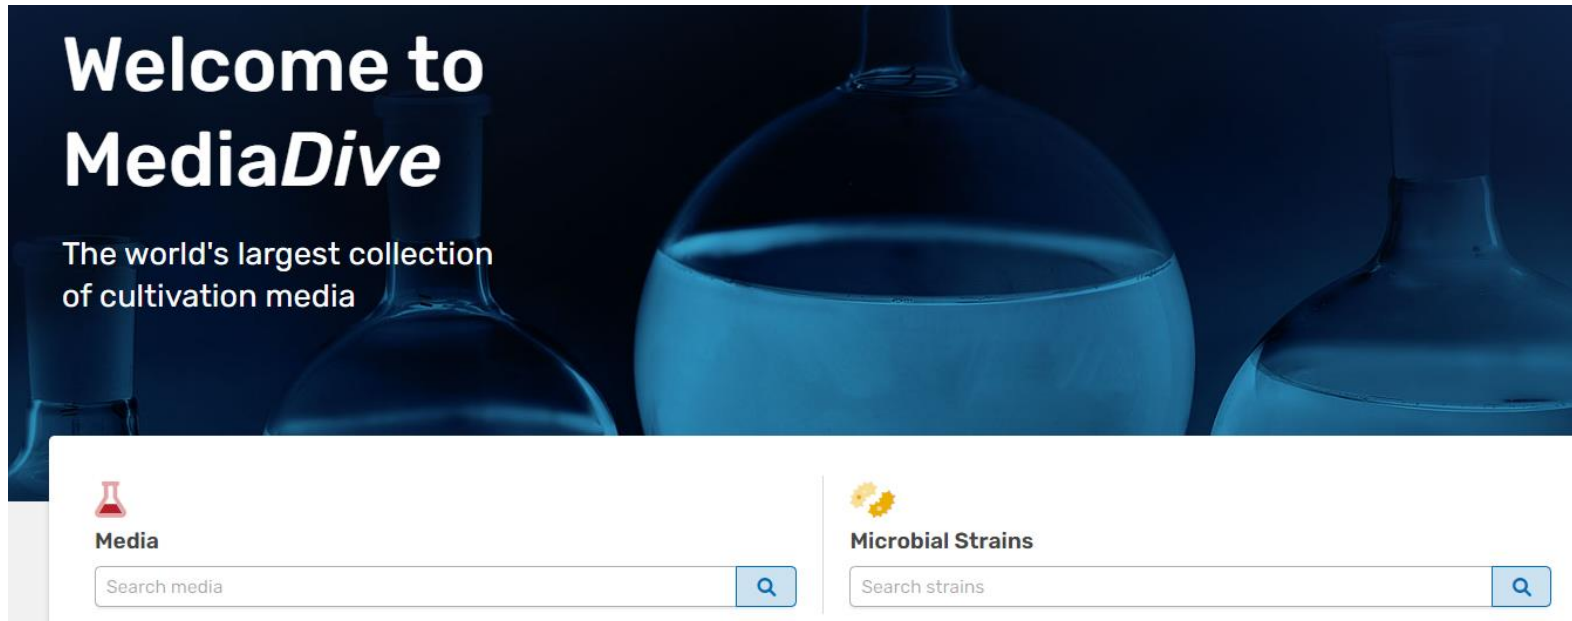 Welcome to
MediaDive
The world's largest collection
of cultivation media
Media
Search media
Microbial Strains
Search strains